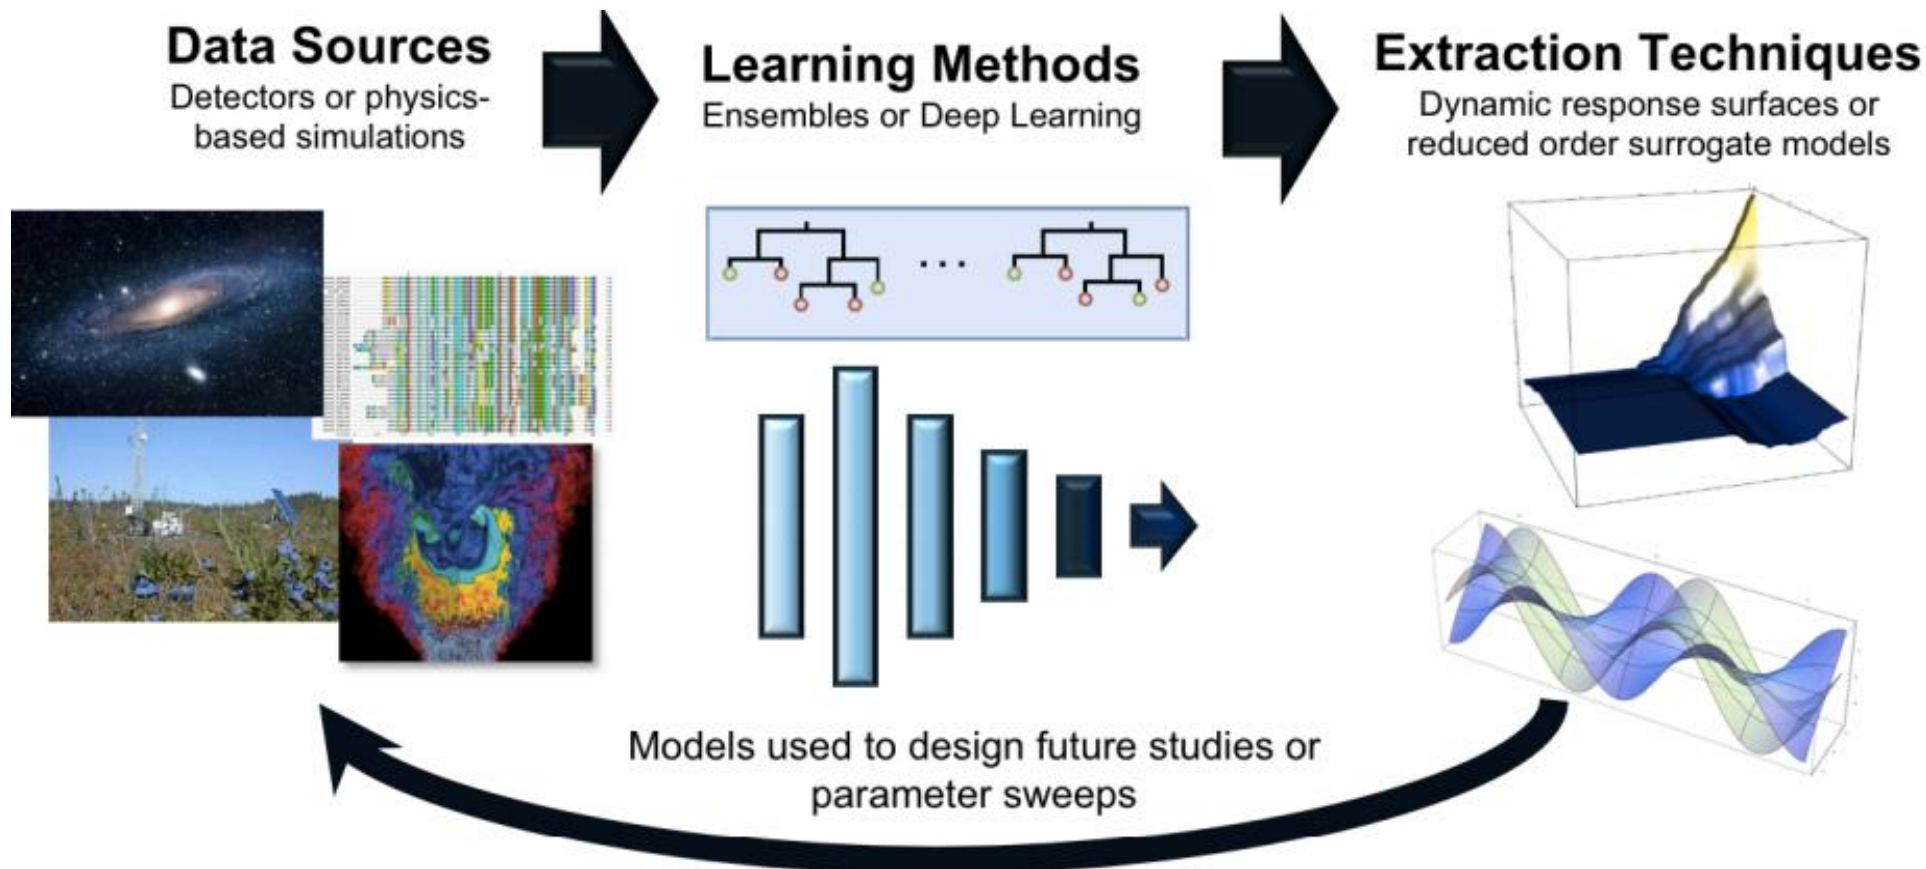 Data Sources
Detectors or physics-
based simulations
Learning Methods
Ensembles or Deep Learning
Extraction Techniques
Dynamic response surfaces or
reduced order surrogate models
...
Models used to design future studies or
parameter sweeps